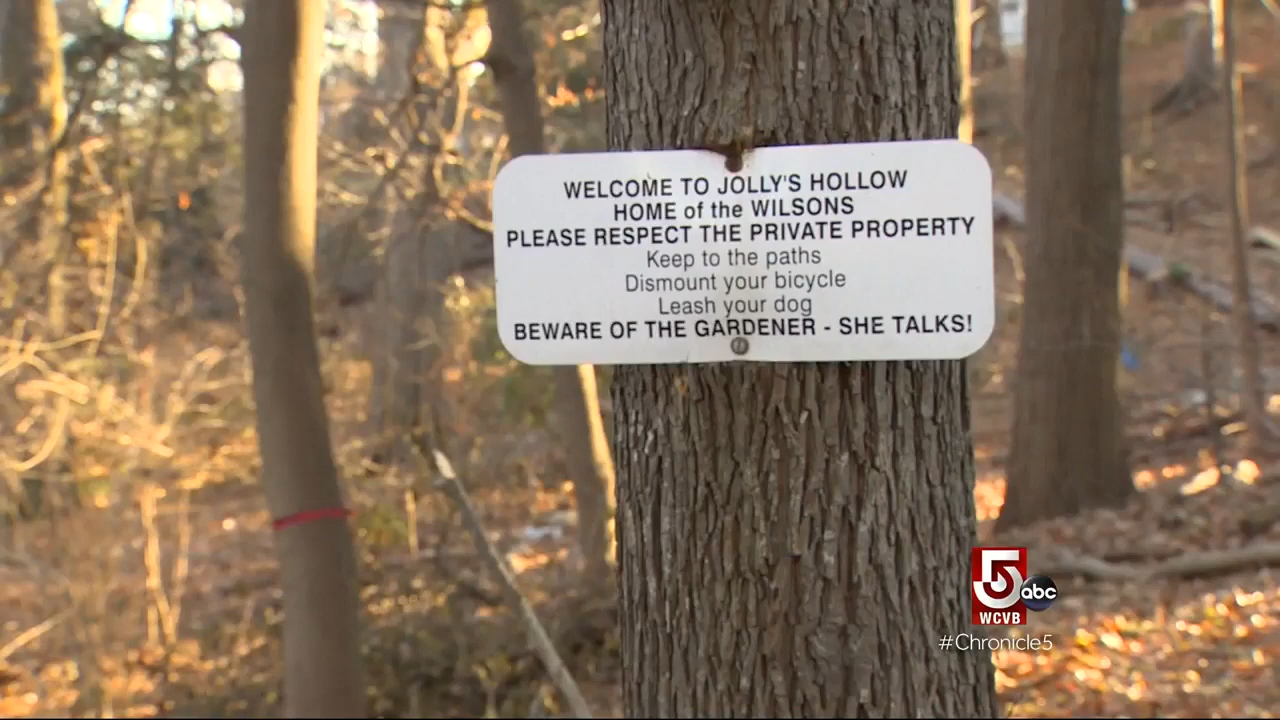 WELCOME TO JOLLY'S HOLLOW
HOME of the WILSONS
PLEASE RESPECT THE PRIVATE PROPERTY
Keep to the paths
Dismount your bicycle
Leash your dog
BEWARE OF THE GARDENER - SHE TALKS!
5
abc
WCVB
#Chronicle5